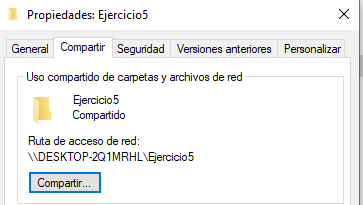 Propiedades: Ejercicio5
General Compartir Seguridad Versiones anteriores Personalizar
Uso compartido de carpetas y archivos de red
Ejercicio5
Compartido
Ruta de acceso de red:
\\DESKTOP-2Q1MRHL\Ejercicio5
Compartir...